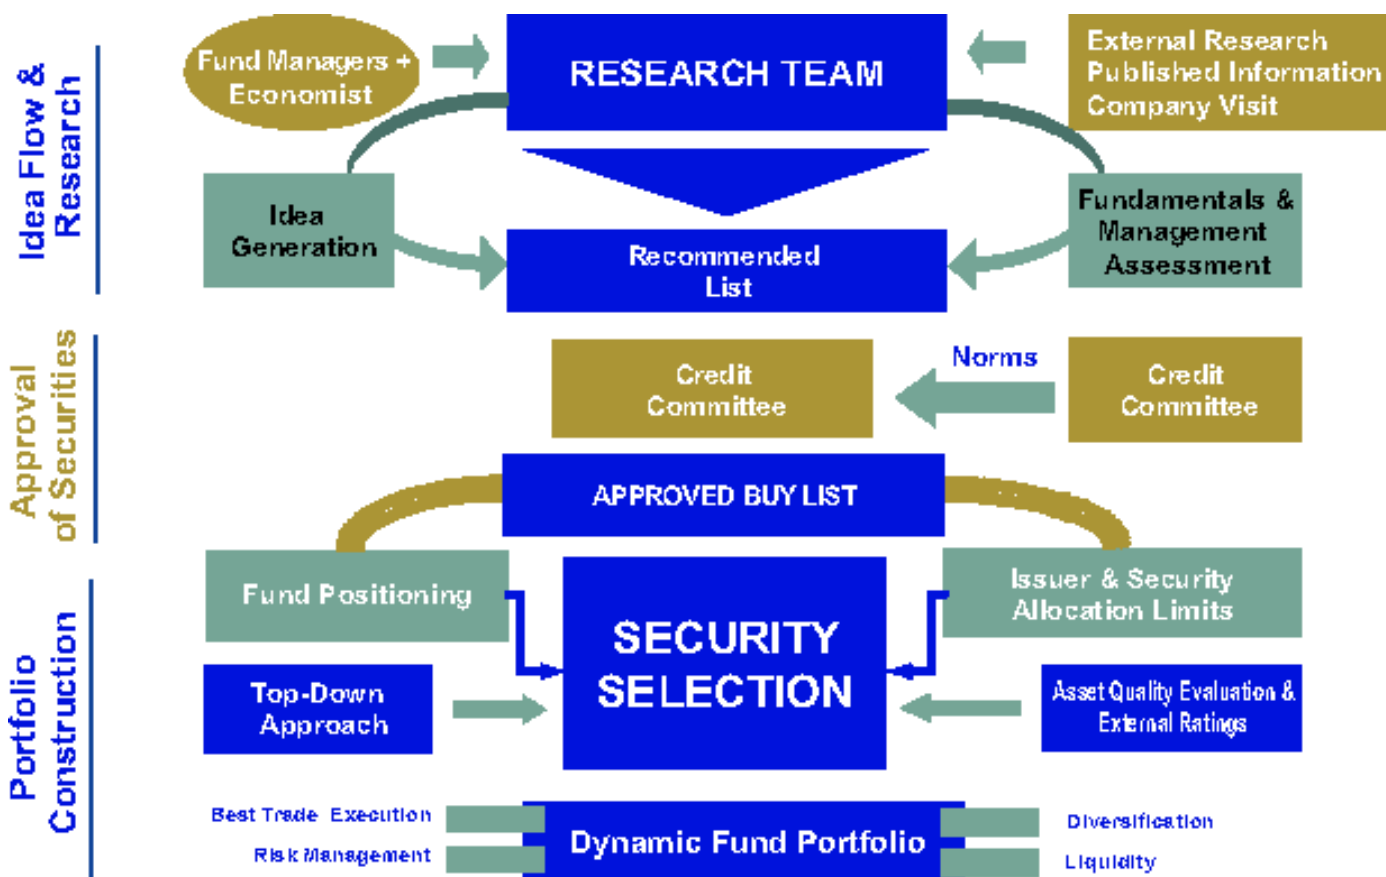 Idea Flow &
Research
Fund Managers +
Economist
RESEARCH TEAM
External Research
Published Information
Company Visit
Idea
Generation
Recommended
List
Fundamentals &
Management
Assessment
Approval
of Securities
Credit
Committee
Norms
Credit
Committee
APPROVED BUY LIST
Portfolio
Construction
Fund Positioning
SECURITY
SELECTION
Issuer & Security
Allocation Limits
Top-Down
Approach
Asset Quality Evaluation &
External Ratings
Best Trade Execution
Risk Management
Dynamic Fund Portfolio
Diversification
Liquidity